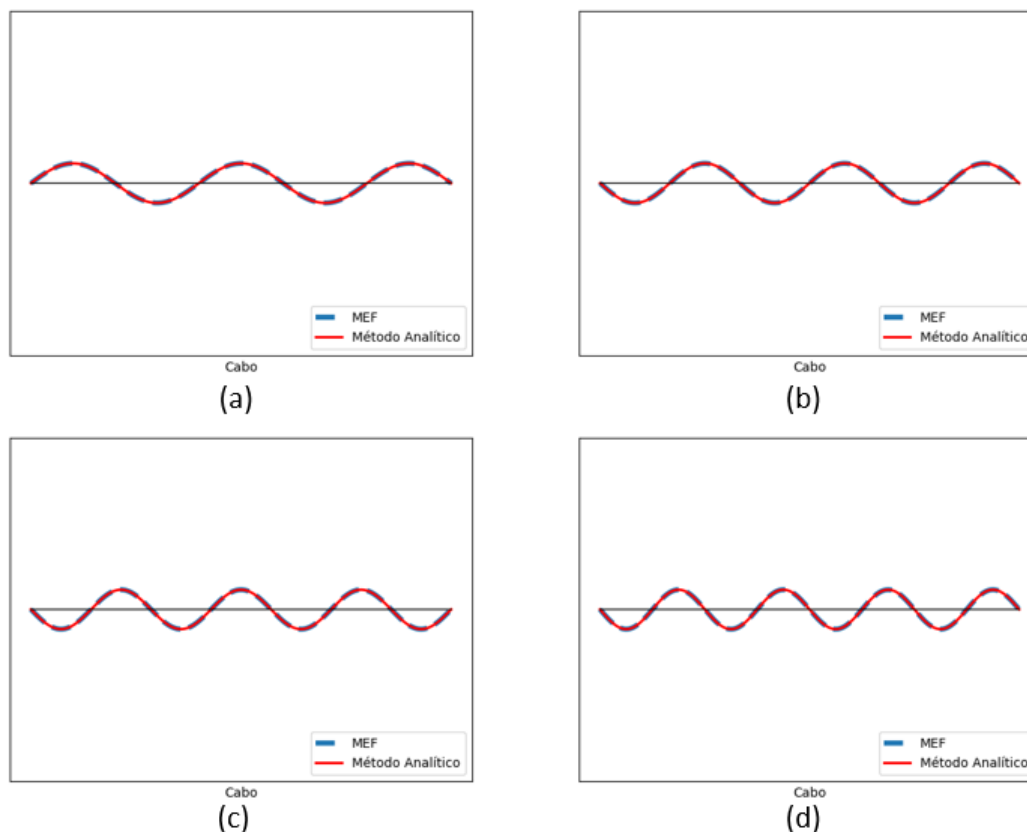 MEF
Método Analítico
Cabo
(a)
MEF
Método Analítico
Cabo
(b)
MEF
Método Analítico
Cabo
(c)
MEF
Método Analítico
Cabo
(d)